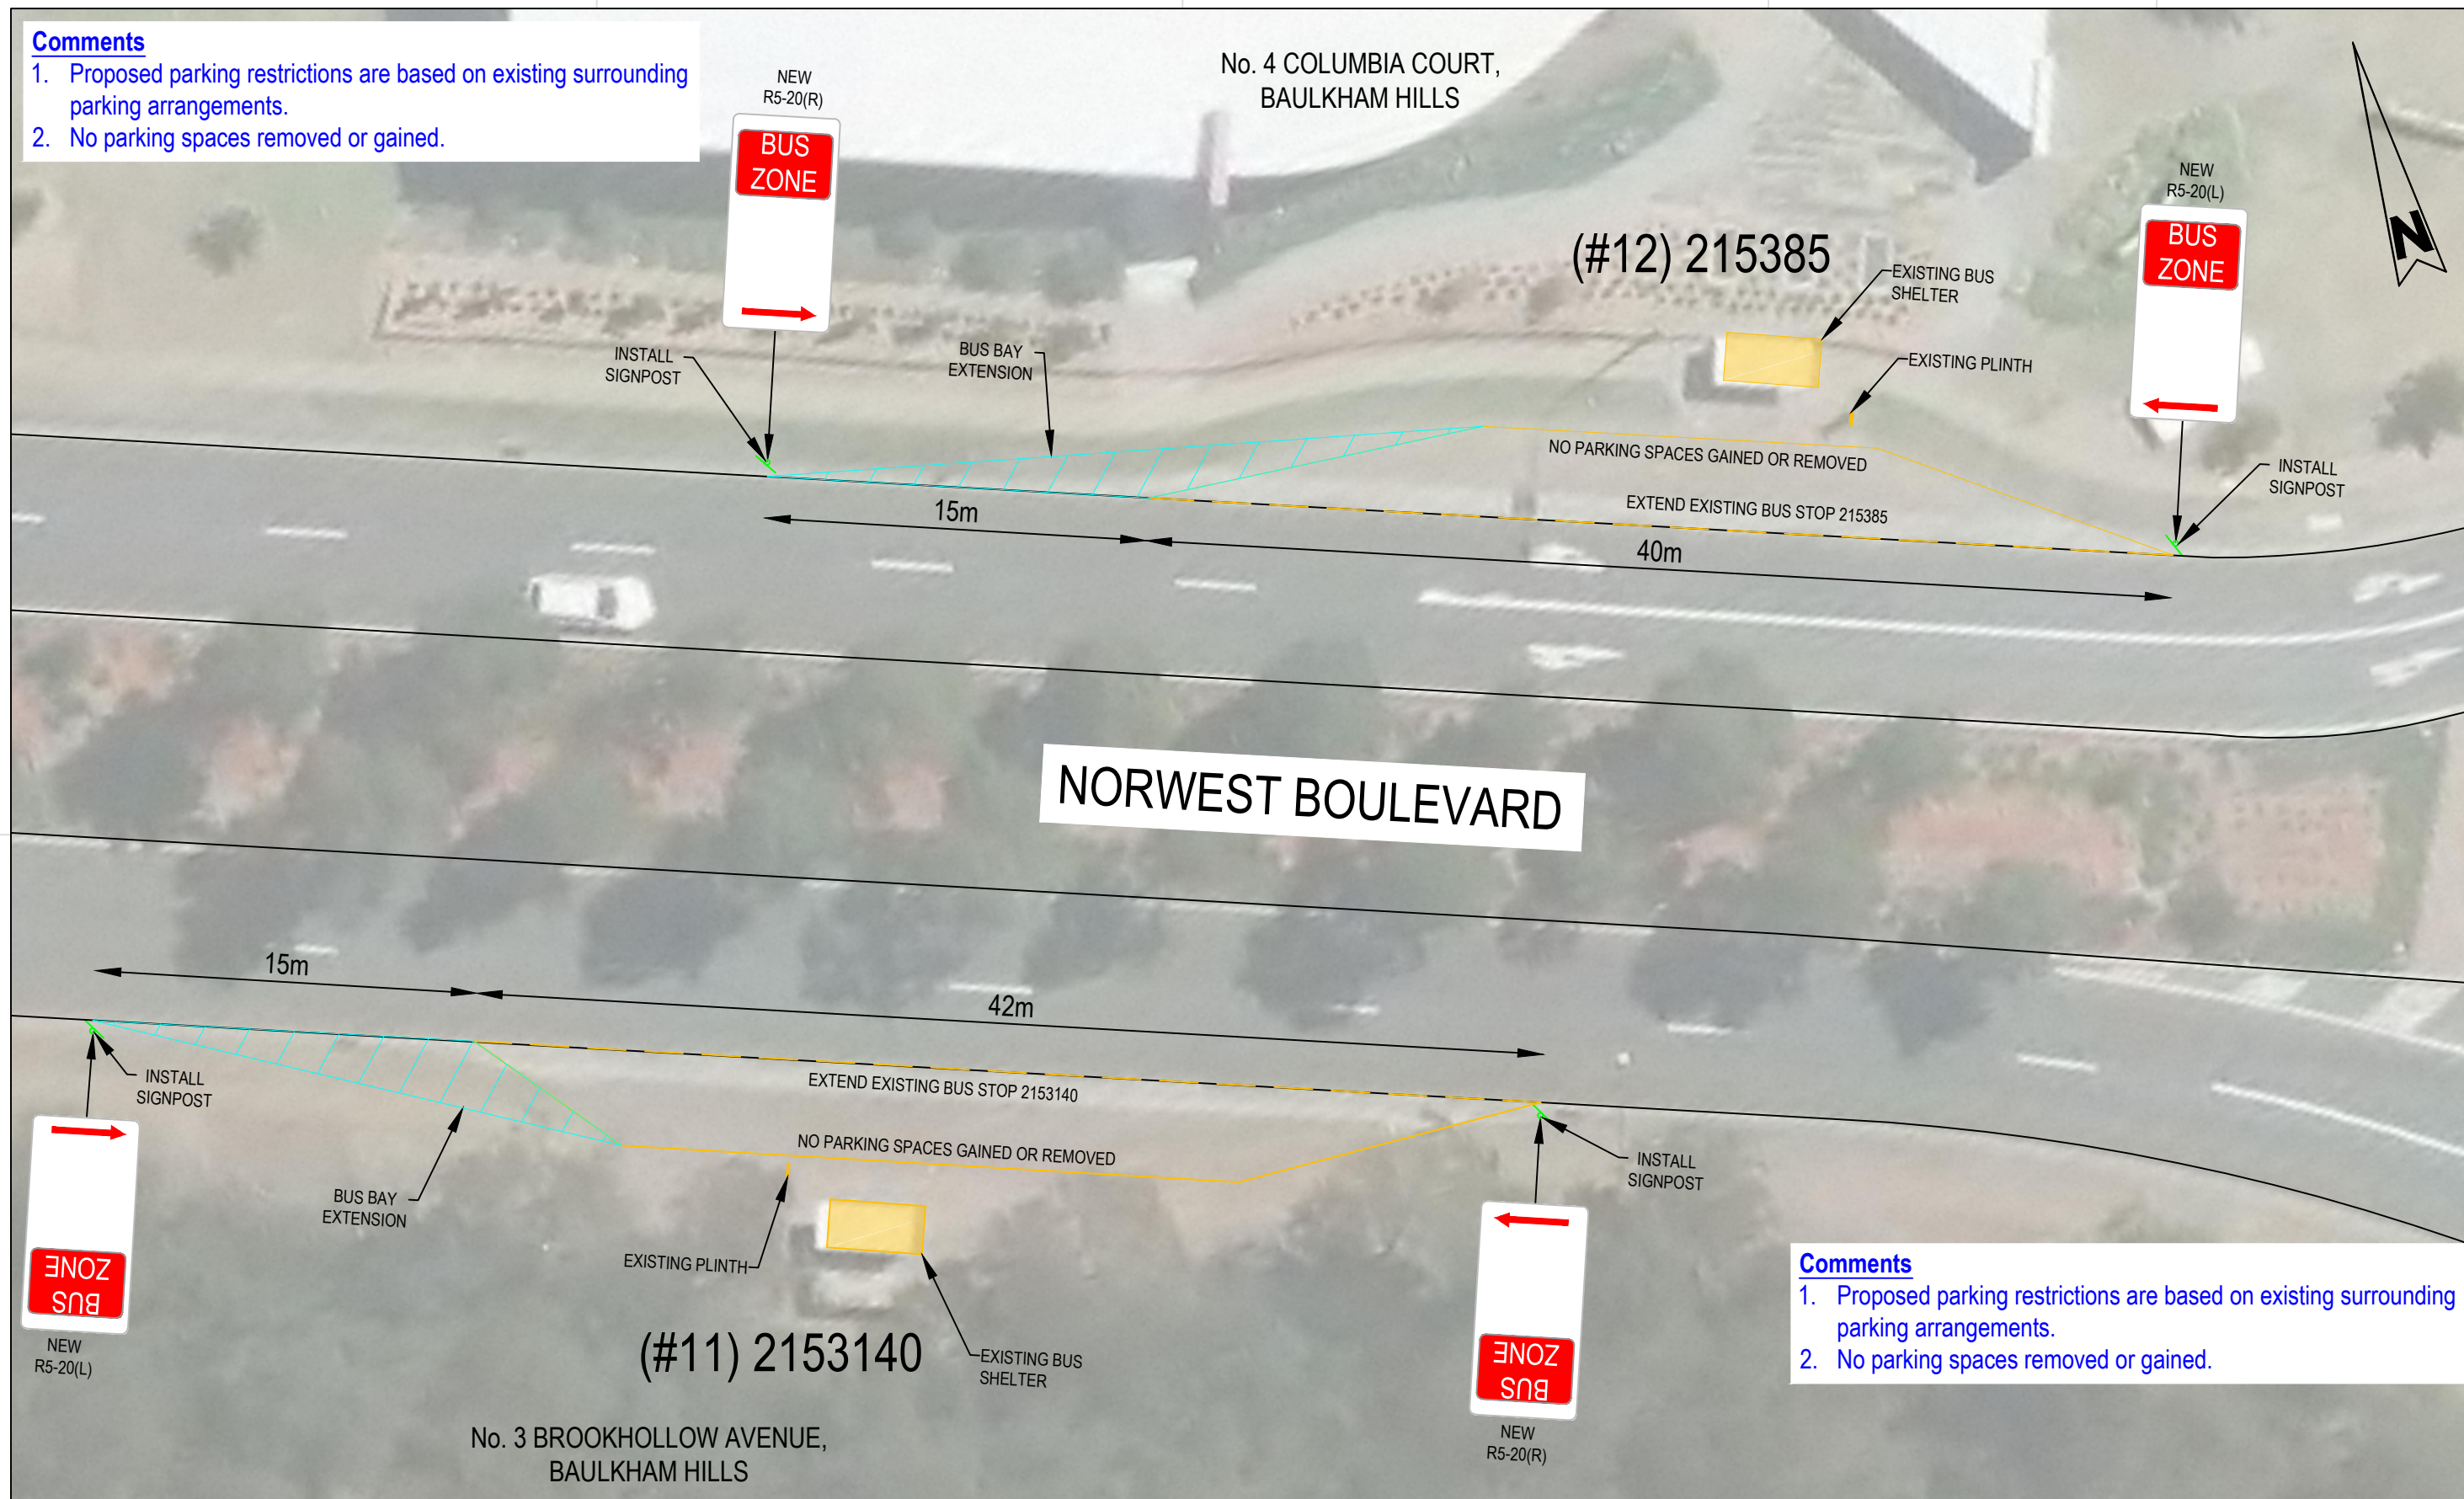 Comments
1. Proposed parking restrictions are based on existing surrounding
parking arrangements.
2. No parking spaces removed or gained.
NEW
R5-20(R)
BUS
ZONE
No. 4 COLUMBIA COURT,
BAULKHAM HILLS
NEW
R5-20(L)
BUS
ZONE
N
(#12) 215385
EXISTING BUS
SHELTER
EXISTING PLINTH
INSTALL
SIGNPOST
BUS BAY
EXTENSION
NO PARKING SPACES GAINED OR REMOVED
INSTALL
SIGNPOST
EXTEND EXISTING BUS STOP 215385
15m
40m
NORWEST BOULEVARD
15m
42m
INSTALL
SIGNPOST
EXTEND EXISTING BUS STOP 2153140
NO PARKING SPACES GAINED OR REMOVED
INSTALL
SIGNPOST
BUS BAY
EXTENSION
EXISTING PLINTH
BUS
ZONE
NEW
R5-20(L)
(#11) 2153140
EXISTING BUS
SHELTER
BUS
ZONE
NEW
R5-20(R)
Comments
1. Proposed parking restrictions are based on existing surrounding
parking arrangements.
2. No parking spaces removed or gained.
No. 3 BROOKHOLLOW AVENUE,
BAULKHAM HILLS